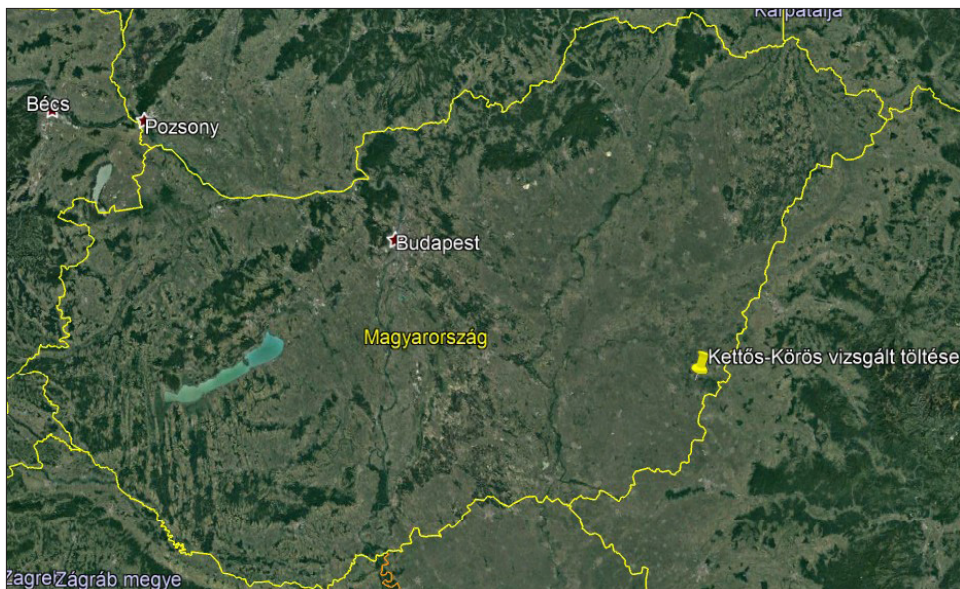 Kárpátalja
Bécs
Pozsony
Budapest
Magyarország
Kettős-Körös vizsgált töltése
Zágráb megye